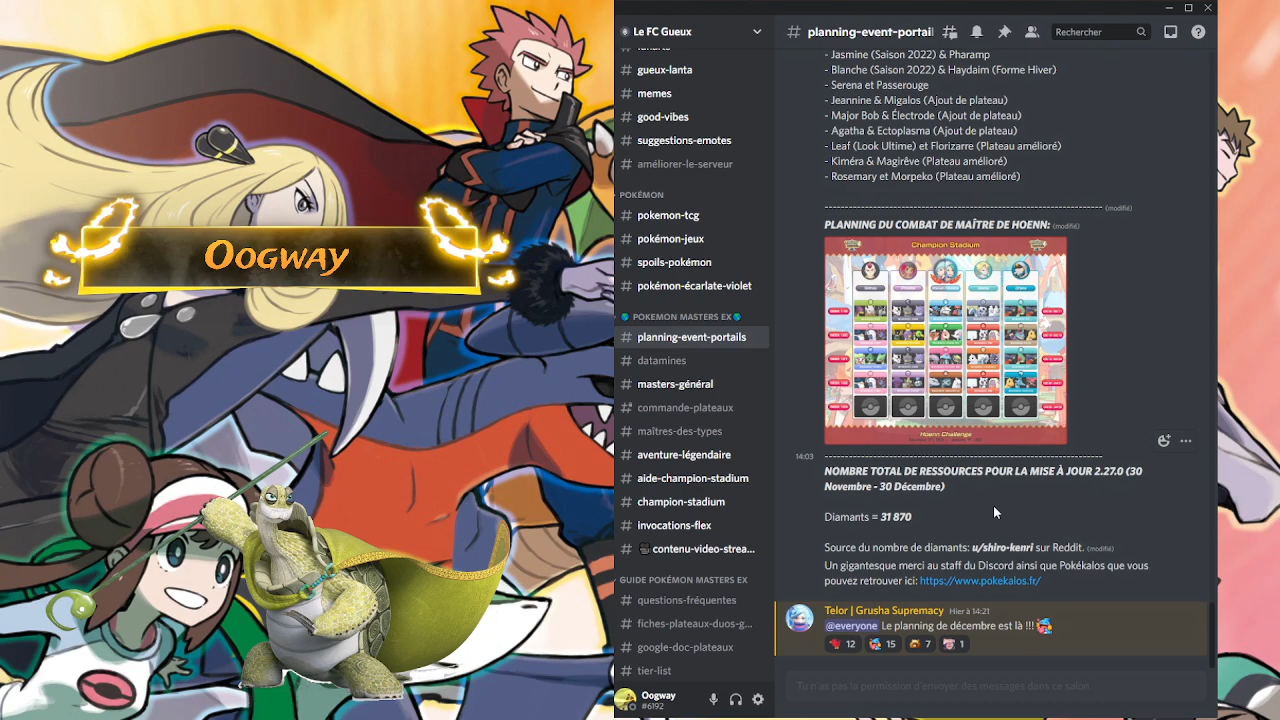 Oogway
Le FC Gueux
gueux-lanta
memes
good-vibes
suggestions-emotes
améliorer-le-serveur
POKÉMON
pokemon-tcg
pokémon-jeux
spoils-pokémon
pokémon-écarlate-violet
POKEMON MASTERS EX
planning-event-portails
datamines
masters-général
commande-plateaux
maîtres-des-types
aventure-légendaire
aide-champion-stadium
champion-stadium
invocations-flex
contenu-video-strea...
GUIDE POKÉMON MASTERS EX
questions-fréquentes
fiches-plateaux-duos-g...
google-doc-plateaux
tier-list
Oogway
#6192
planning-event-portail
Rechercher
- Jasmine (Saison 2022) & Pharamp
- Blanche (Saison 2022) & Haydaim (Forme Hiver)
- Serena et Passerouge
- Jeannine & Migalos (Ajout de plateau)
- Major Bob & Électrode (Ajout de plateau)
- Agatha & Ectoplasma (Ajout de plateau)
- Leaf (Look Ultime) et Florizarre (Plateau amélioré)
- Kiméra & Magirêve (Plateau amélioré)
- Rosemary et Morpeko (Plateau amélioré)
(modifié)
PLANNING DU COMBAT DE MAÎTRE DE HOENN: (modifié)
Champion Stadium
Hoenn Challenge
14:03
NOMBRE TOTAL DE RESSOURCES POUR LA MISE À JOUR 2.27.0 (30
Novembre - 30 Décembre)
Diamants = 31 870
Source du nombre de diamants: u/shiro-kenri sur Reddit. (modifié)
Un gigantesque merci au staff du Discord ainsi que Pokékalos que vous
pouvez retrouver ici: https://www.pokekalos.fr/
Telor | Grusha Supremacy Hier à 14:21
@everyone Le planning de décembre est là !!!
12 15 7 1
Tu n'as pas la permission d'envoyer des messages dans ce salon.